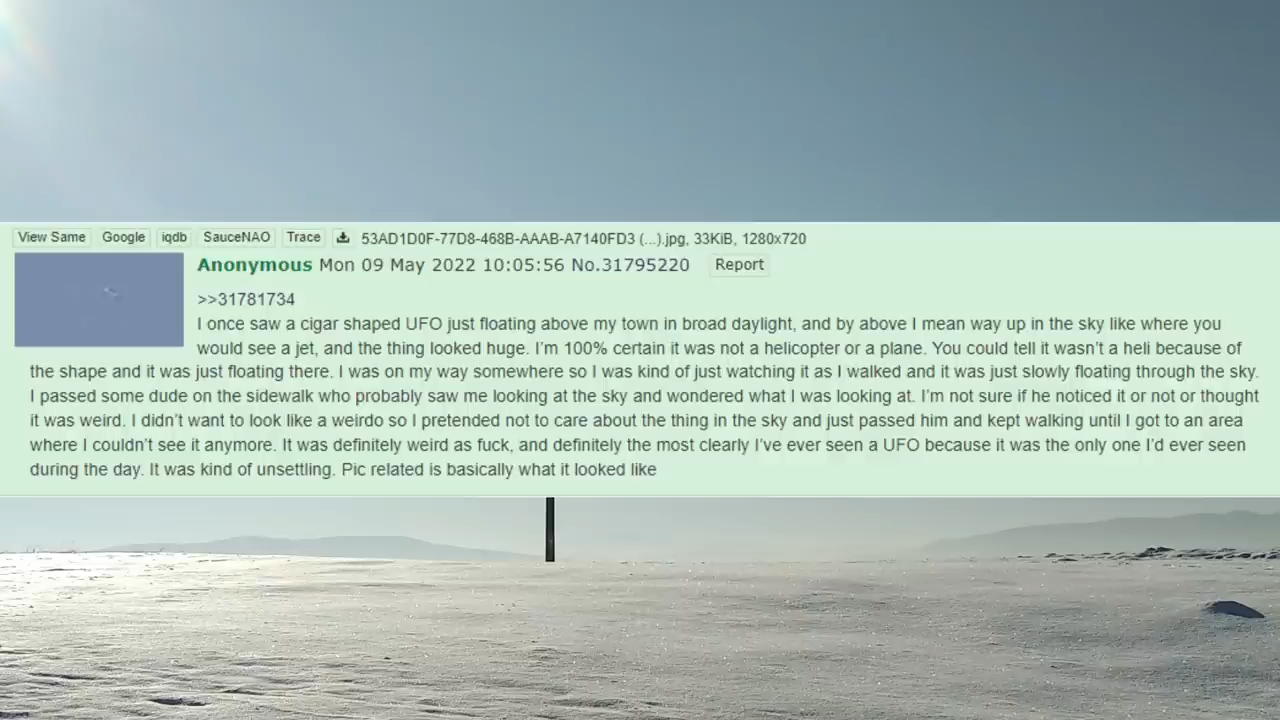 View Same Google iqdb SauceNAO Trace 53AD1D0F-77D8-468B-AAAB-A7140FD3 (...).jpg, 33KiB, 1280x720
Anonymous Mon 09 May 2022 10:05:56 No.31795220 Report
>>31781734
I once saw a cigar shaped UFO just floating above my town in broad daylight, and by above I mean way up in the sky like where you
would see a jet, and the thing looked huge. I’m 100% certain it was not a helicopter or a plane. You could tell it wasn’t a heli because of
the shape and it was just floating there. I was on my way somewhere so I was kind of just watching it as I walked and it was just slowly floating through the sky.
I passed some dude on the sidewalk who probably saw me looking at the sky and wondered what I was looking at. I’m not sure if he noticed it or not or thought
it was weird. I didn’t want to look like a weirdo so I pretended not to care about the thing in the sky and just passed him and kept walking until I got to an area
where I couldn’t see it anymore. It was definitely weird as fuck, and definitely the most clearly I’ve ever seen a UFO because it was the only one I’d ever seen
during the day. It was kind of unsettling. Pic related is basically what it looked like